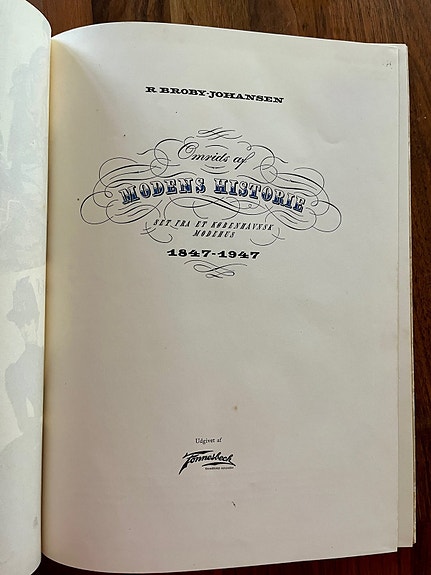 R. BROBY-JOHANSEN
Omrids af
MODENS HISTORIE
SET FRA ET KØBENHAVNSK
MODEHUS
1847-1947
Udgivet af
Fonnesbech